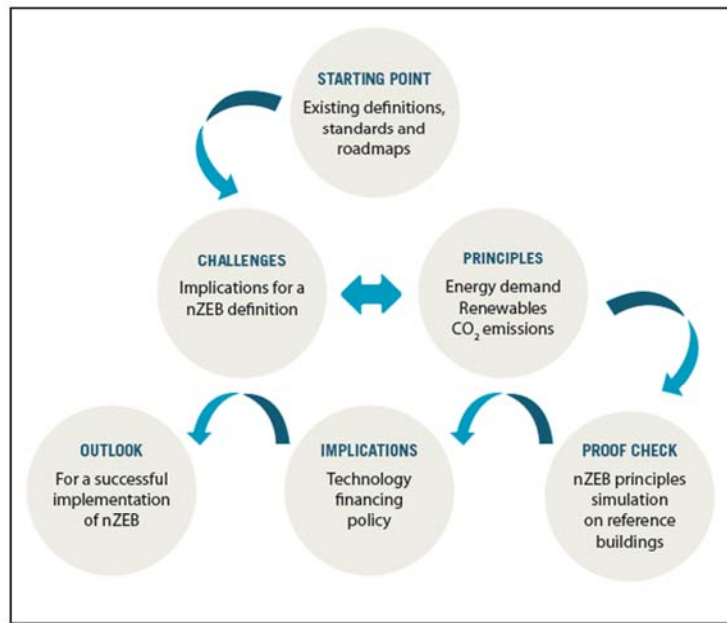 STARTING POINT
Existing definitions,
standards and
roadmaps
CHALLENGES
Implications for a
nZEB definition
PRINCIPLES
Energy demand
Renewables
CO₂ emissions
OUTLOOK
For a successful
implementation
of nZEB
IMPLICATIONS
Technology
financing
policy
PROOF CHECK
nZEB principles
simulation
on reference
buildings